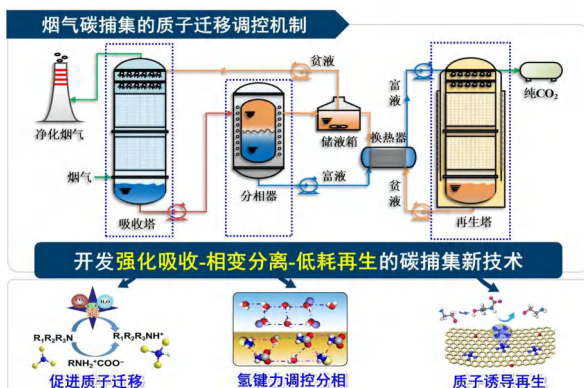 烟气碳捕集的质子迁移调控机制
贫液
净化烟气
烟气
吸收塔
分相器
富液
储液箱
换热器
富液
贫液
再生塔
纯CO₂
开发强化吸收-相变分离-低耗再生的碳捕集新技术
H₂O
R₁R₂R₃N
R₁R₂R₃NH⁺
RNH₂⁺COO⁻
促进质子迁移
氢键力调控分相
质子诱导再生